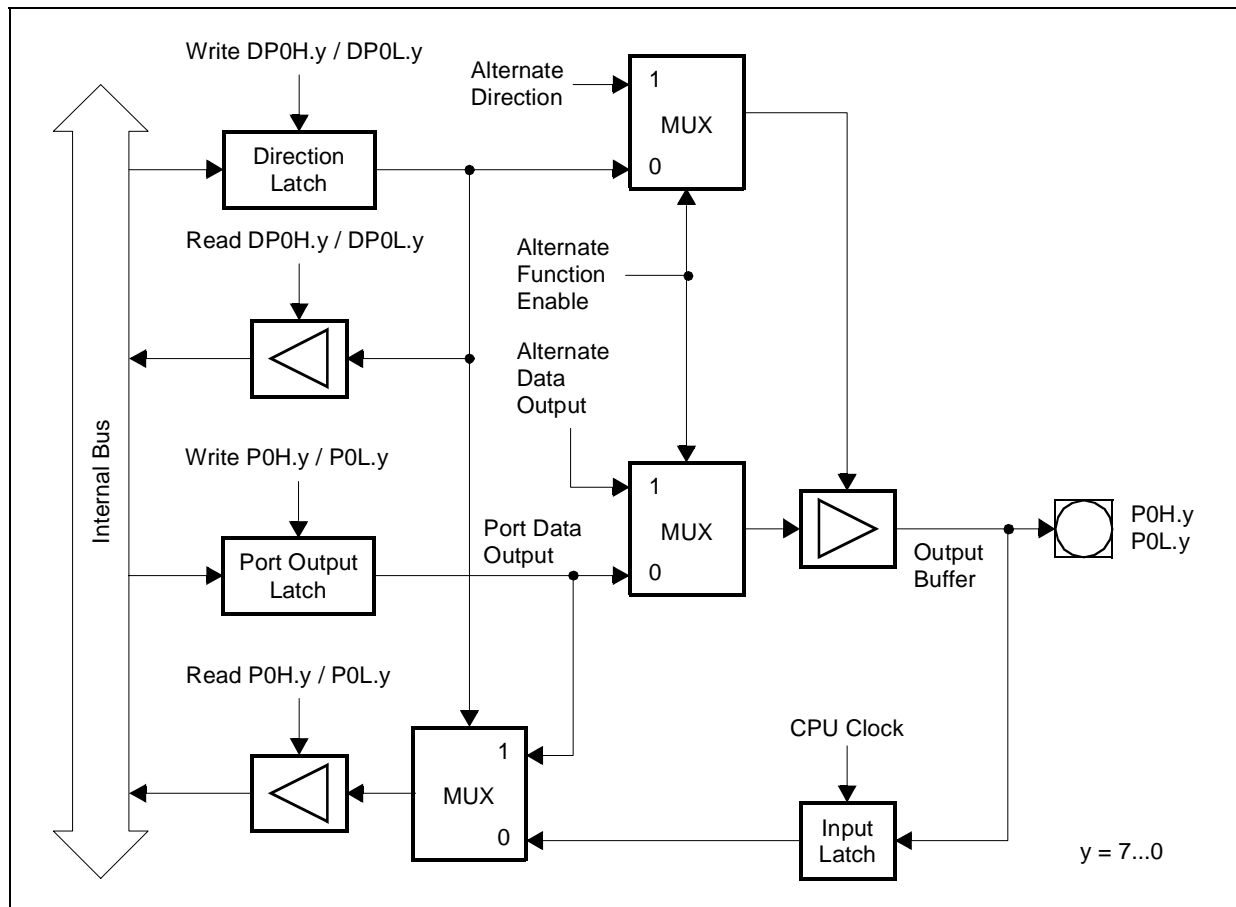 Write DP0H.y / DP0L.y
Alternate
Direction
1
MUX
0
Direction
Latch
Read DP0H.y / DP0L.y
Alternate
Function
Enable
Alternate
Data
Output
Internal Bus
Write P0H.y / P0L.y
1
MUX
0
Port Data
Output
Port Output
Latch
Output
Buffer
P0H.y
P0L.y
Read P0H.y / P0L.y
1
MUX
0
CPU Clock
Input
Latch
y = 7...0